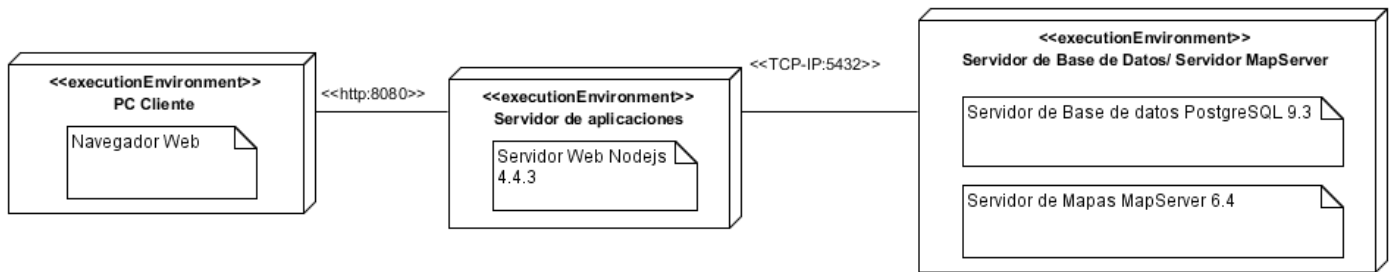 <<executionEnvironment>>
PC Cliente
Navegador Web
<<http:8080>>
<<executionEnvironment>>
Servidor de aplicaciones
Servidor Web Nodejs
4.4.3
<<TCP-IP:5432>>
<<executionEnvironment>>
Servidor de Base de Datos/ Servidor MapServer
Servidor de Base de datos PostgreSQL 9.3
Servidor de Mapas MapServer 6.4